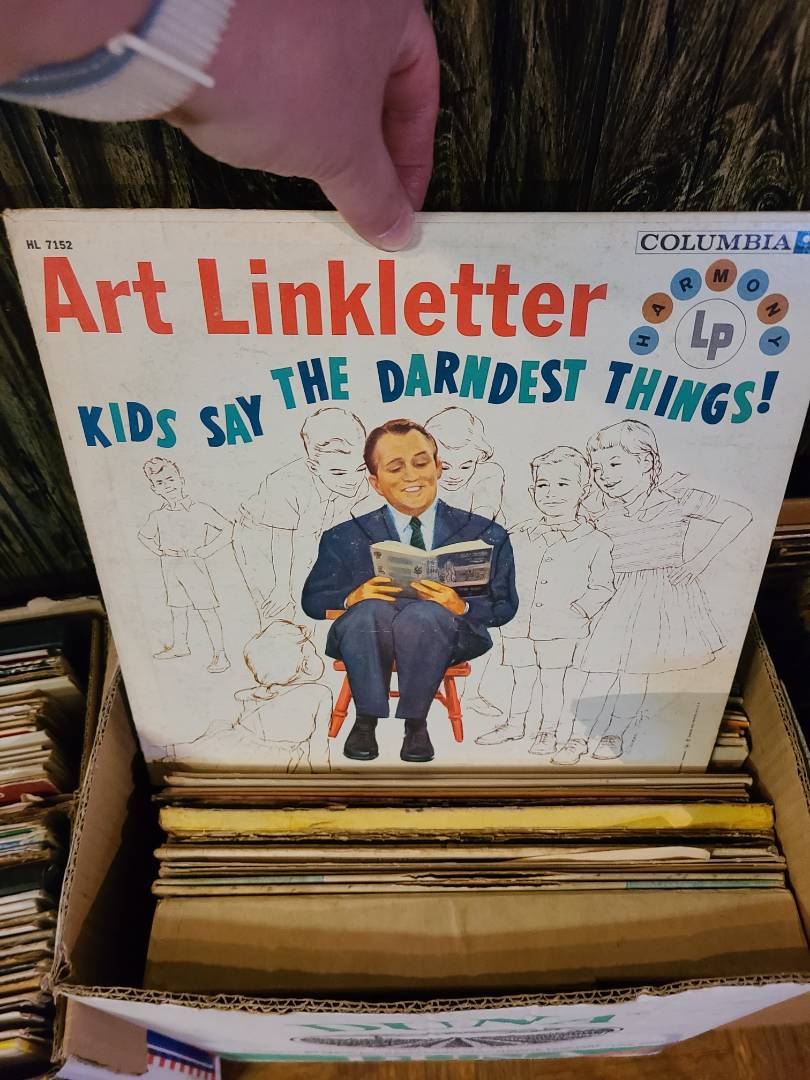 HL 7152
COLUMBIA
Art Linkletter
HARMONY
LP
KIDS SAY THE DARNDEST THINGS!